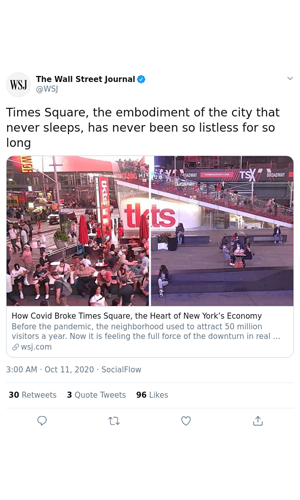 WSJ
The Wall Street Journal
@WSJ
Times Square, the embodiment of the city that
never sleeps, has never been so listless for so
long
tkts
TSX
BROADWAY
How Covid Broke Times Square, the Heart of New York's Economy
Before the pandemic, the neighborhood used to attract 50 million
visitors a year. Now it is feeling the full force of the downturn in real ...
wsj.com
3:00 AM · Oct 11, 2020 · SocialFlow
30 Retweets 3 Quote Tweets 96 Likes